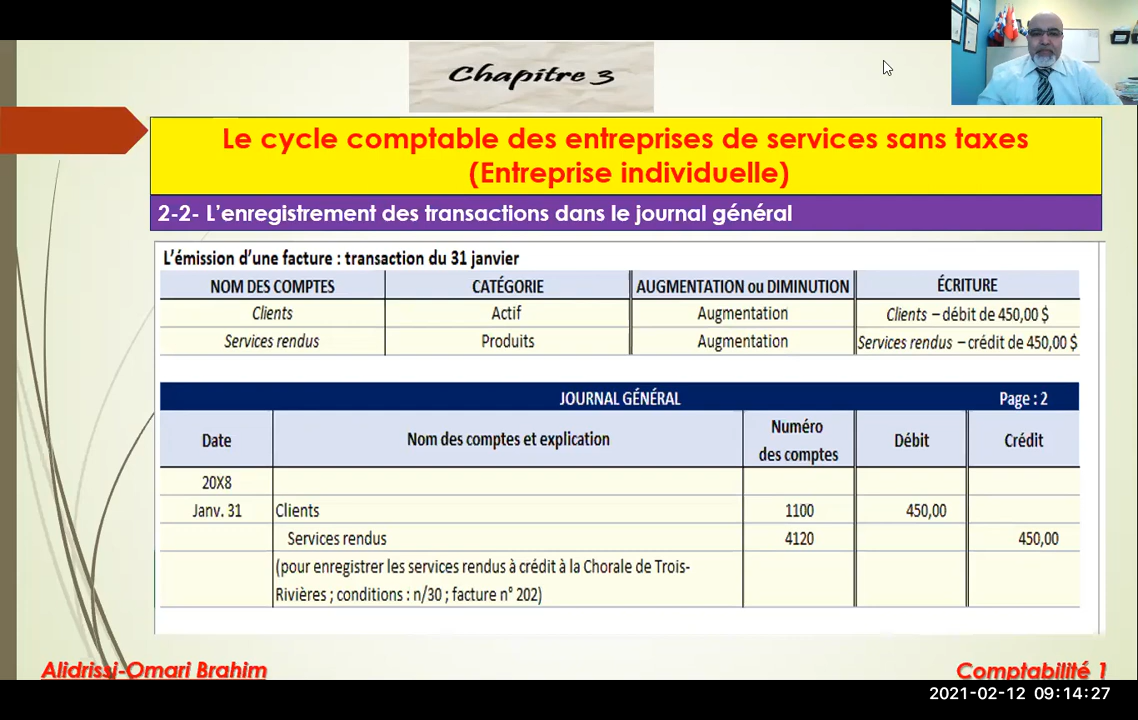 Chapitre 3
Le cycle comptable des entreprises de services sans taxes
(Entreprise individuelle)
2-2- L'enregistrement des transactions dans le journal général
L'émission d'une facture : transaction du 31 janvier
NOM DES COMPTES CATÉGORIE AUGMENTATION ou DIMINUTION ÉCRITURE
Clients Actif Augmentation Clients – débit de 450,00 $
Services rendus Produits Augmentation Services rendus – crédit de 450,00 $
JOURNAL GÉNÉRAL Page : 2
Date Nom des comptes et explication Numéro des comptes Débit Crédit
20X8
Janv. 31 Clients 1100 450,00
Services rendus 4120 450,00
(pour enregistrer les services rendus à crédit à la Chorale de Trois-
Rivières ; conditions : n/30 ; facture n° 202)
Alidrissi-Omari Brahim Comptabilité 1
2021-02-12 09:14:27